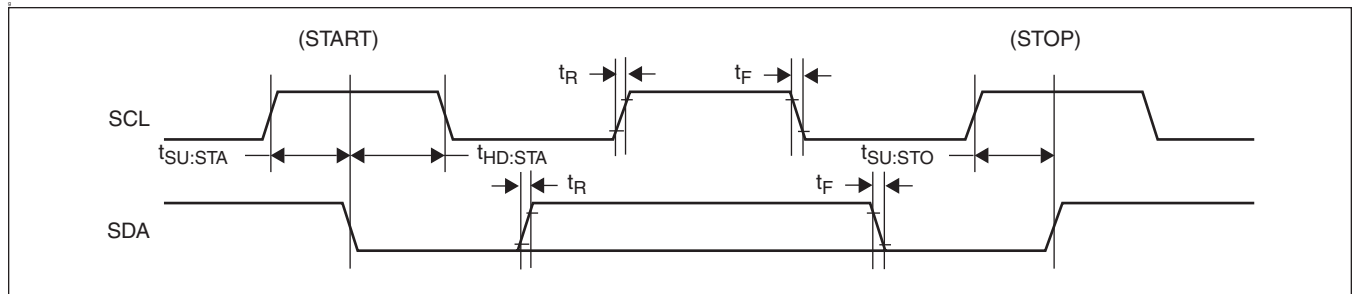 (START) (STOP)
tR tF
SCL
tSU:STA tHD:STA tSU:STO
tR tF
SDA